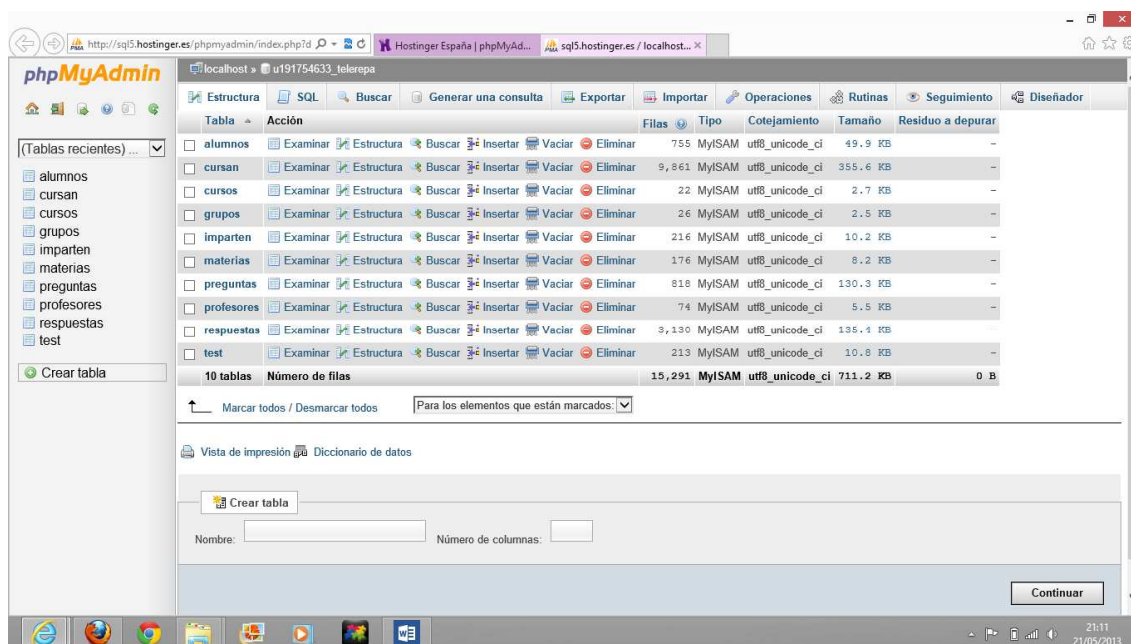 http://sql5.hostinger.es/phpmyadmin/index.php?d
Hostinger España | phpMyAd...
sql5.hostinger.es / localhost...
phpMyAdmin
(Tablas recientes) ...
alumnos
cursan
cursos
grupos
imparten
materias
preguntas
profesores
respuestas
test
Crear tabla
localhost » u191754633_telerepa
Estructura SQL Buscar Generar una consulta Exportar Importar Operaciones Rutinas Seguimiento Diseñador
Tabla Acción Filas Tipo Cotejamiento Tamaño Residuo a depurar
alumnos Examinar Estructura Buscar Insertar Vaciar Eliminar 755 MyISAM utf8_unicode_ci 49.9 KB -
cursan Examinar Estructura Buscar Insertar Vaciar Eliminar 9,861 MyISAM utf8_unicode_ci 355.6 KB -
cursos Examinar Estructura Buscar Insertar Vaciar Eliminar 22 MyISAM utf8_unicode_ci 2.7 KB -
grupos Examinar Estructura Buscar Insertar Vaciar Eliminar 26 MyISAM utf8_unicode_ci 2.5 KB -
imparten Examinar Estructura Buscar Insertar Vaciar Eliminar 216 MyISAM utf8_unicode_ci 10.2 KB -
materias Examinar Estructura Buscar Insertar Vaciar Eliminar 176 MyISAM utf8_unicode_ci 8.2 KB -
preguntas Examinar Estructura Buscar Insertar Vaciar Eliminar 818 MyISAM utf8_unicode_ci 130.3 KB -
profesores Examinar Estructura Buscar Insertar Vaciar Eliminar 74 MyISAM utf8_unicode_ci 5.5 KB -
respuestas Examinar Estructura Buscar Insertar Vaciar Eliminar 3,130 MyISAM utf8_unicode_ci 135.4 KB
test Examinar Estructura Buscar Insertar Vaciar Eliminar 213 MyISAM utf8_unicode_ci 10.8 KB -
10 tablas Número de filas 15,291 MyISAM utf8_unicode_ci 711.2 KB 0 B
Marcar todos / Desmarcar todos Para los elementos que están marcados:
Vista de impresión Diccionario de datos
Crear tabla
Nombre: Número de columnas:
Continuar
21:11
21/05/2013